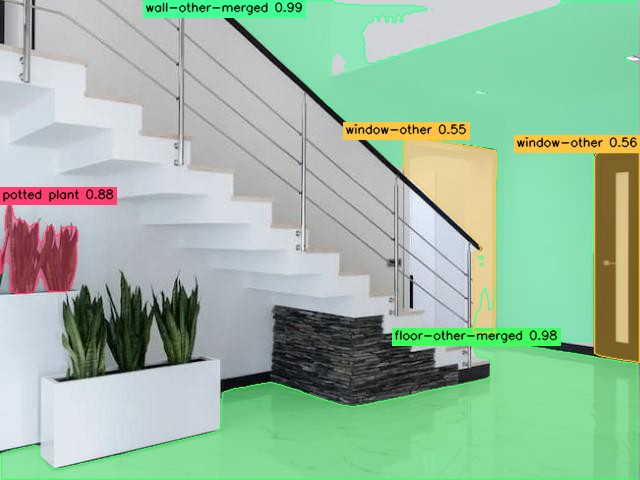 wall-other-merged 0.99
window-other 0.55
window-other 0.56
potted plant 0.88
floor-other-merged 0.98